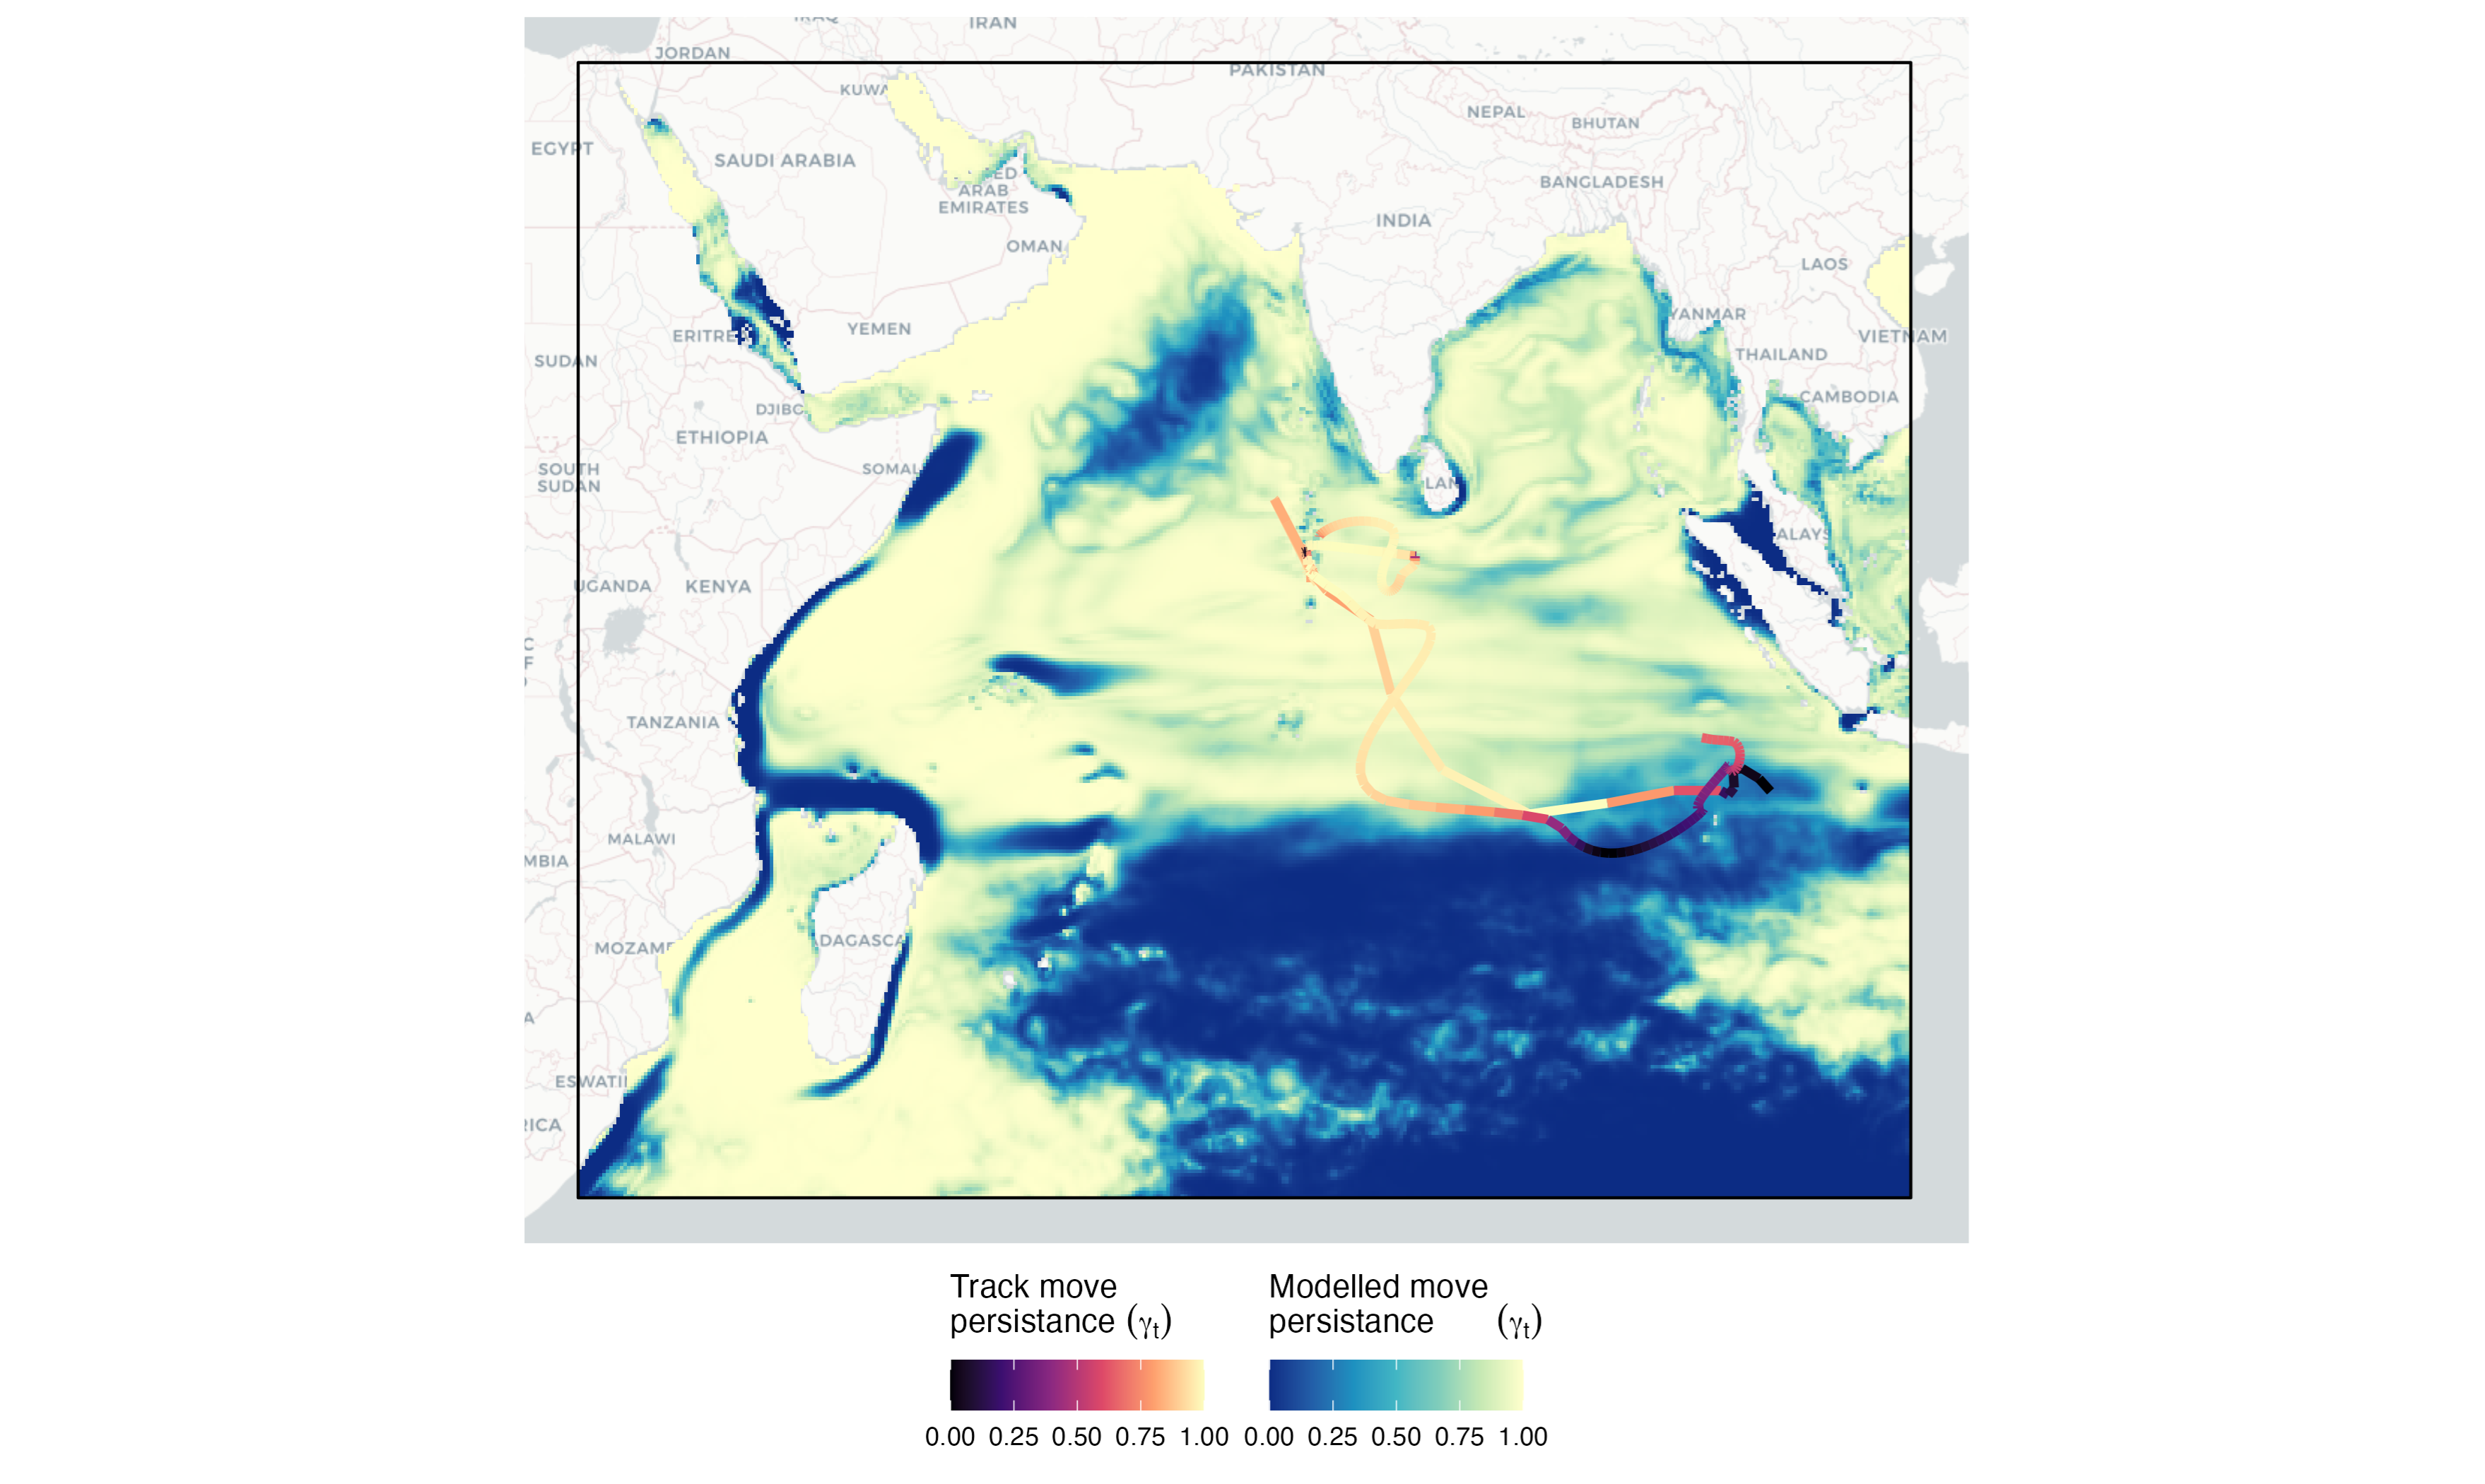 IRAQ
IRAN
JORDAN
PAKISTAN
KUWA
NEPAL
BHUTAN
EGYPT
SAUDI ARABIA
ED
ARAB
EMIRATES
BANGLADESH
INDIA
OMAN
LAOS
YANMAR
ERITRE
YEMEN
VIETNAM
SUDAN
THAILAND
CAMBODIA
DJIBO
ETHIOPIA
SOUTH
SUDAN
SOMAL
LAN
ALAYS
UGANDA
KENYA
C
F
TANZANIA
MALAWI
MBIA
MOZAM
DAGASCA
A
ESWATI
RICA
Track move
persistance (γt)
Modelled move
persistance (γt)
0.00 0.25 0.50 0.75 1.00
0.00 0.25 0.50 0.75 1.00